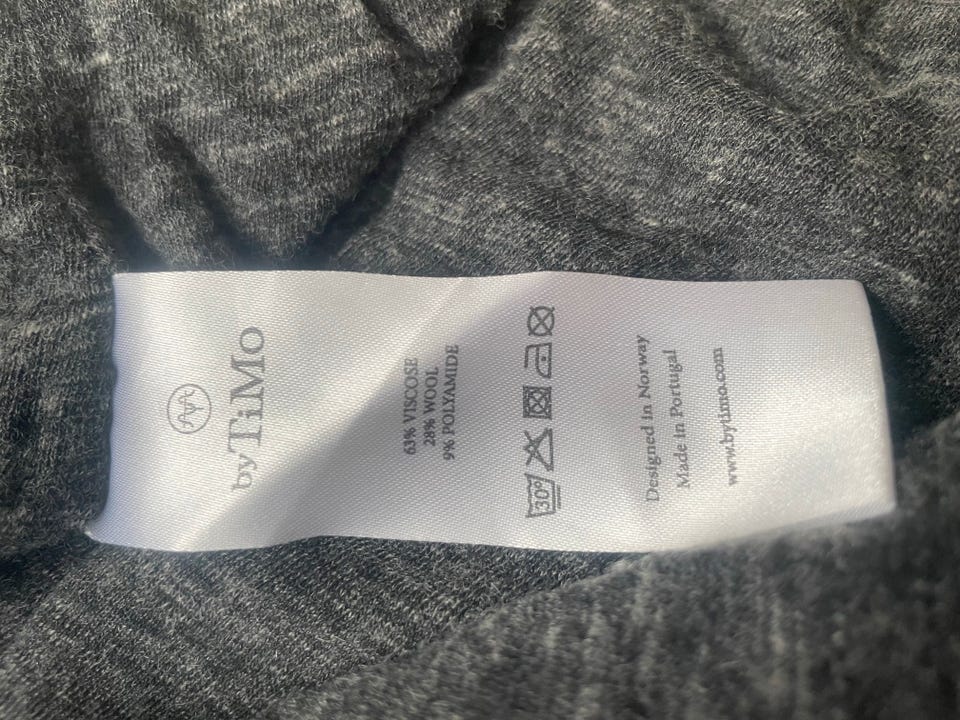 byTiMo
63% VISCOSE
28% WOOL
9% POLYAMIDE
30°
Designed in Norway
Made in Portugal
www.bytimo.com